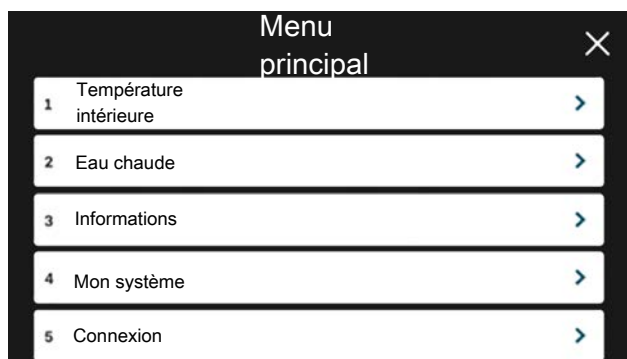 Menu
principal
1 Température
intérieure
2 Eau chaude
3 Informations
4 Mon système
5 Connexion